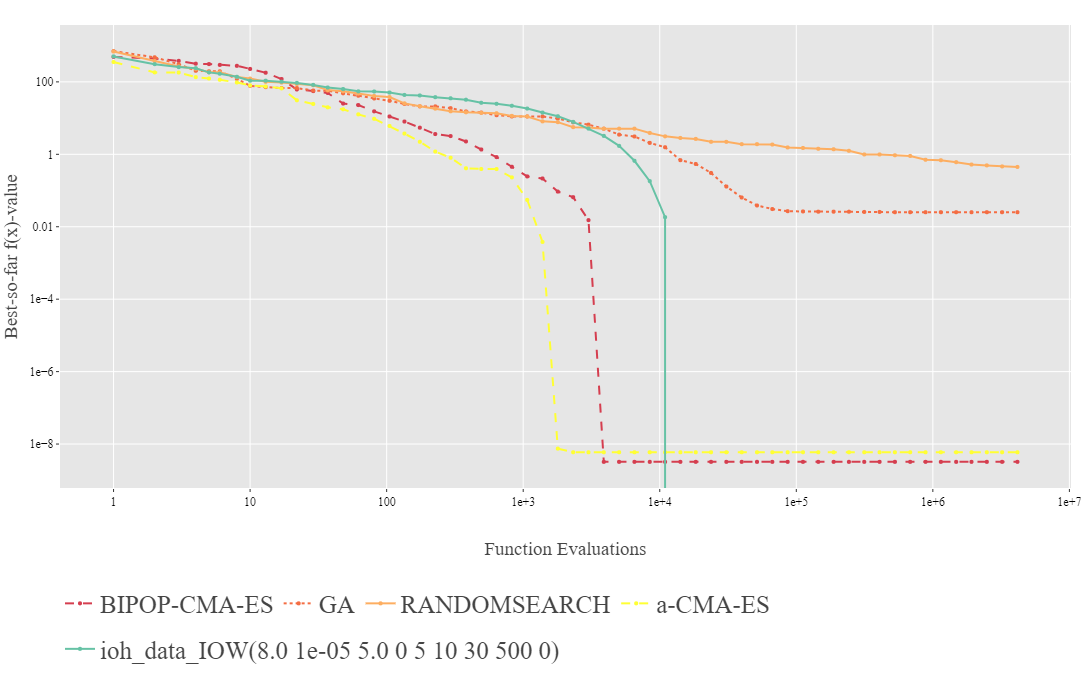 Best-so-far f(x)-value
100
1
0.01
1e−4
1e−6
1e−8
1
10
100
1e+3
1e+4
1e+5
1e+6
1e+7
Function Evaluations
BIPOP-CMA-ES GA RANDOMSEARCH a-CMA-ES
ioh_data_IOW(8.0 1e-05 5.0 0 5 10 30 500 0)